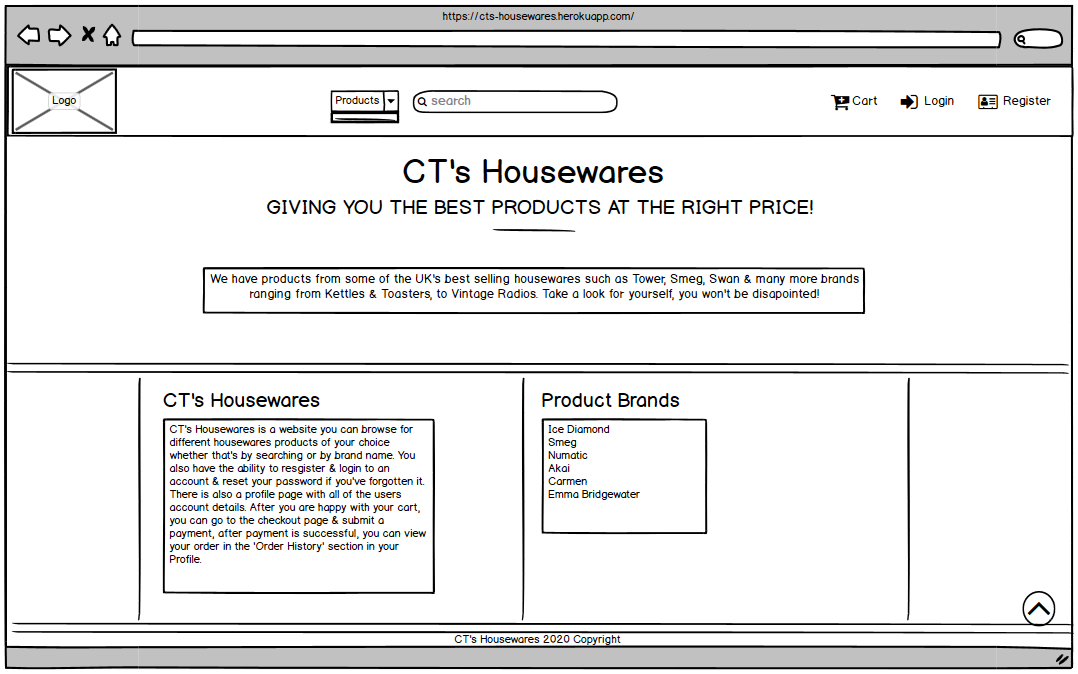 https://cts-housewares.herokuapp.com/
Logo
Products
search
Cart
Login
Register
CT's Housewares
GIVING YOU THE BEST PRODUCTS AT THE RIGHT PRICE!
We have products from some of the UK's best selling housewares such as Tower, Smeg, Swan & many more brands
ranging from Kettles & Toasters, to Vintage Radios. Take a look for yourself, you won't be disapointed!
CT's Housewares
CT's Housewares is a website you can browse for
different housewares products of your choice
whether that's by searching or by brand name. You
also have the ability to resgister & login to an
account & reset your password if you've forgotten it.
There is also a profile page with all of the users
account details. After you are happy with your cart,
you can go to the checkout page & submit a
payment, after payment is successful, you can view
your order in the 'Order History' section in your
Profile.
Product Brands
Ice Diamond
Smeg
Numatic
Akai
Carmen
Emma Bridgewater
CT's Housewares 2020 Copyright